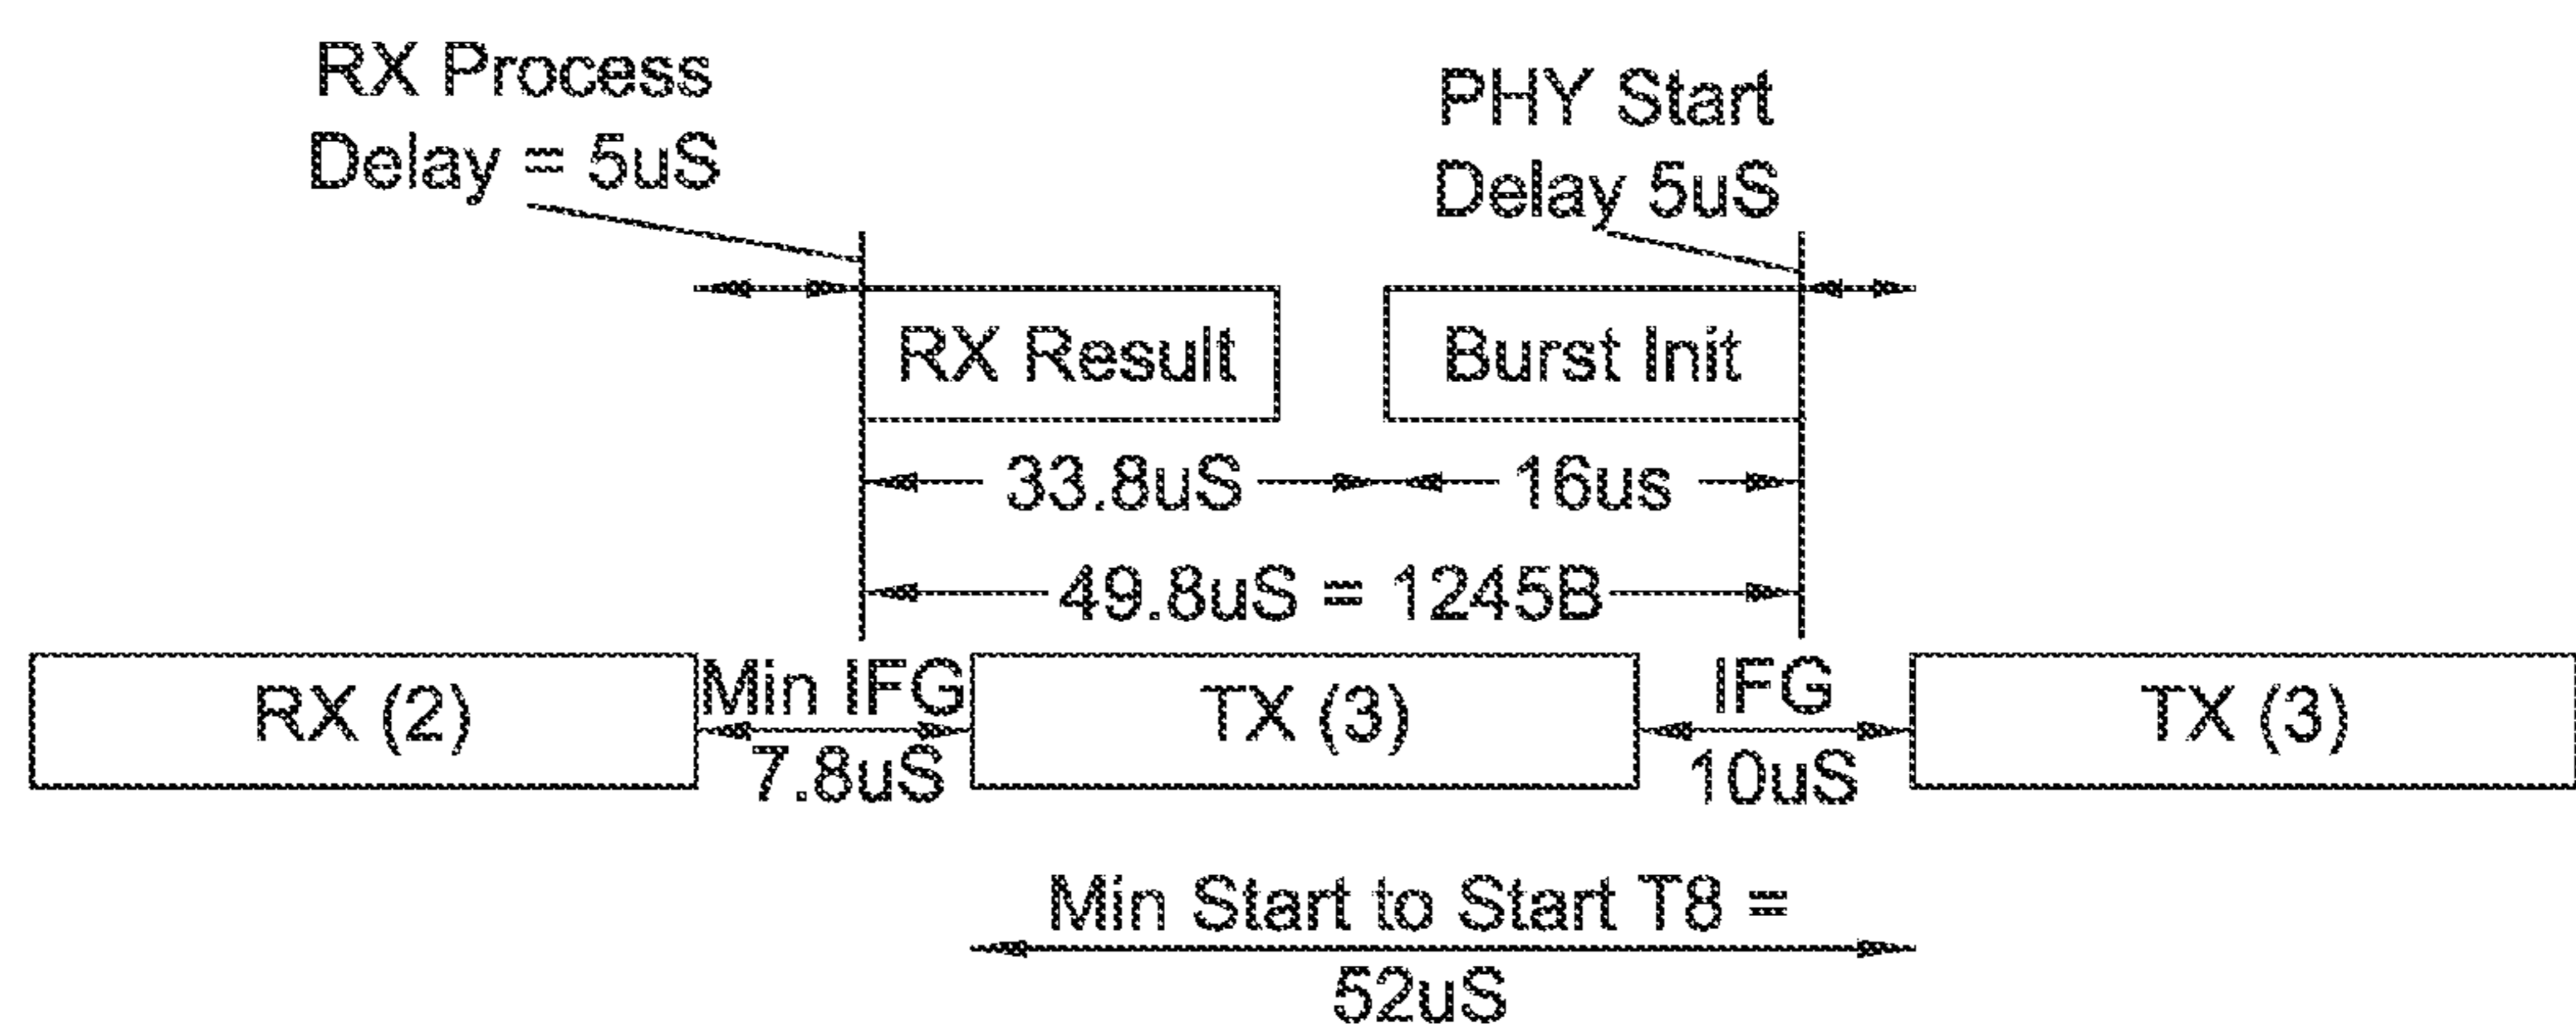 RX Process
Delay = 5uS
PHY Start
Delay 5uS
RX Result
Burst Init
33.8uS
16us
49.8uS = 1245B
RX (2)
Min IFG
7.8uS
TX (3)
IFG
10uS
TX (3)
Min Start to Start T8 =
52uS